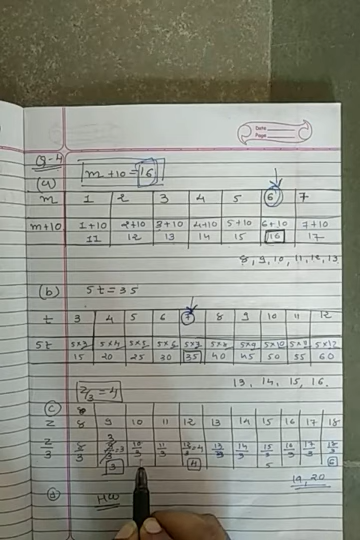 Date
Page
Q-4
(a) m+10=16
m 1 2 3 4 5 6 7
m+10 1+10 2+10 3+10 4+10 5+10 6+10 7+10
11 12 13 14 15 16 17
8, 9, 10, 11, 12, 13
(b) 5t=35
t 3 4 5 6 7 8 9 10 11 12
5t 5×3 5×4 5×5 5×6 5×7 5×8 5×9 5×10 5×11 5×12
15 20 25 30 35 40 45 50 55 60
13, 14, 15, 16.
z/3=4
(c)
z 8 9 10 11 12 13 14 15 16 17 18
z/3 8/3 9/3=3 10/3 11/3 12/3=4 13/3 14/3 15/3 16/3 17/3 18/3
3 4 5 6
19, 20
(d) HW